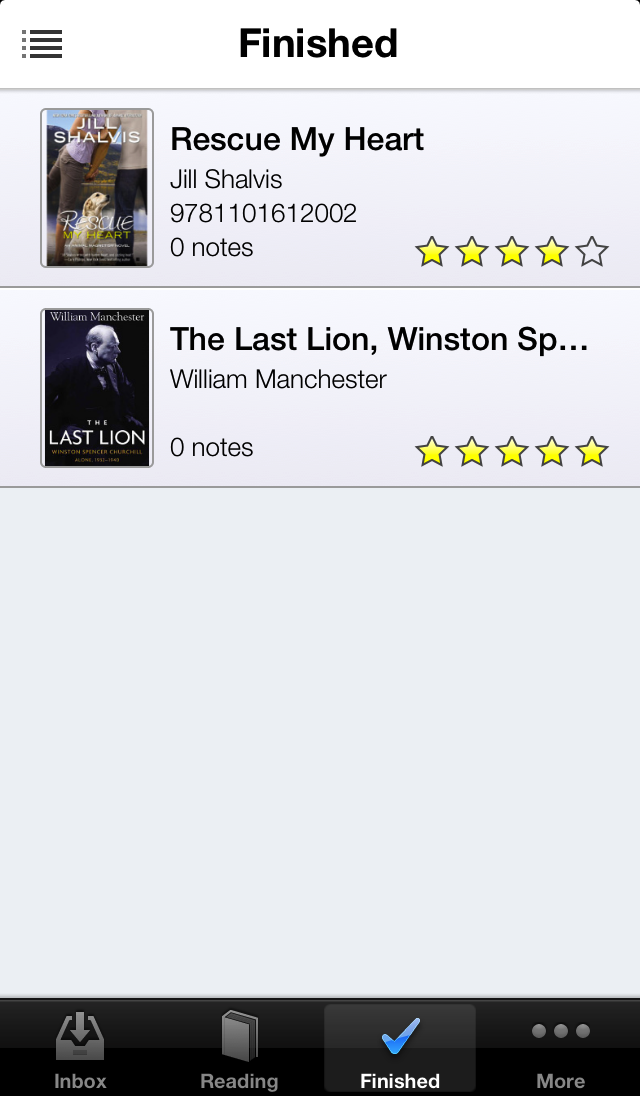 Finished
JILL
SHALVIS
Rescue
MY HEART
Rescue My Heart
Jill Shalvis
9781101612002
0 notes
William Manchester
THE
LAST LION
WINSTON SPENCER CHURCHILL
ALONE, 1932-1940
The Last Lion, Winston Sp...
William Manchester
0 notes
Inbox
Reading
Finished
More